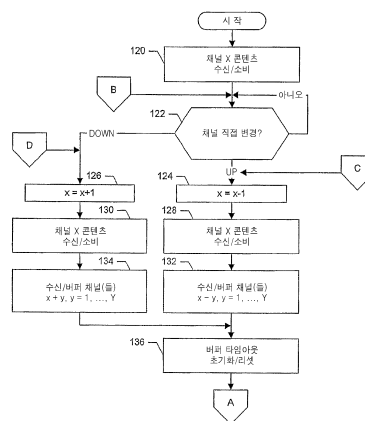 시 작
120
채널 X 콘텐츠
수신/소비
B
아니오
122
채널 직접 변경?
DOWN
D
UP
C
126
x = x+1
124
x = x-1
130
채널 X 콘텐츠
수신/소비
128
채널 X 콘텐츠
수신/소비
134
수신/버퍼 채널(들)
x + y, y = 1, ..., Y
132
수신/버퍼 채널(들)
x – y, y = 1, ..., Y
136
버퍼 타임아웃
초기화/리셋
A